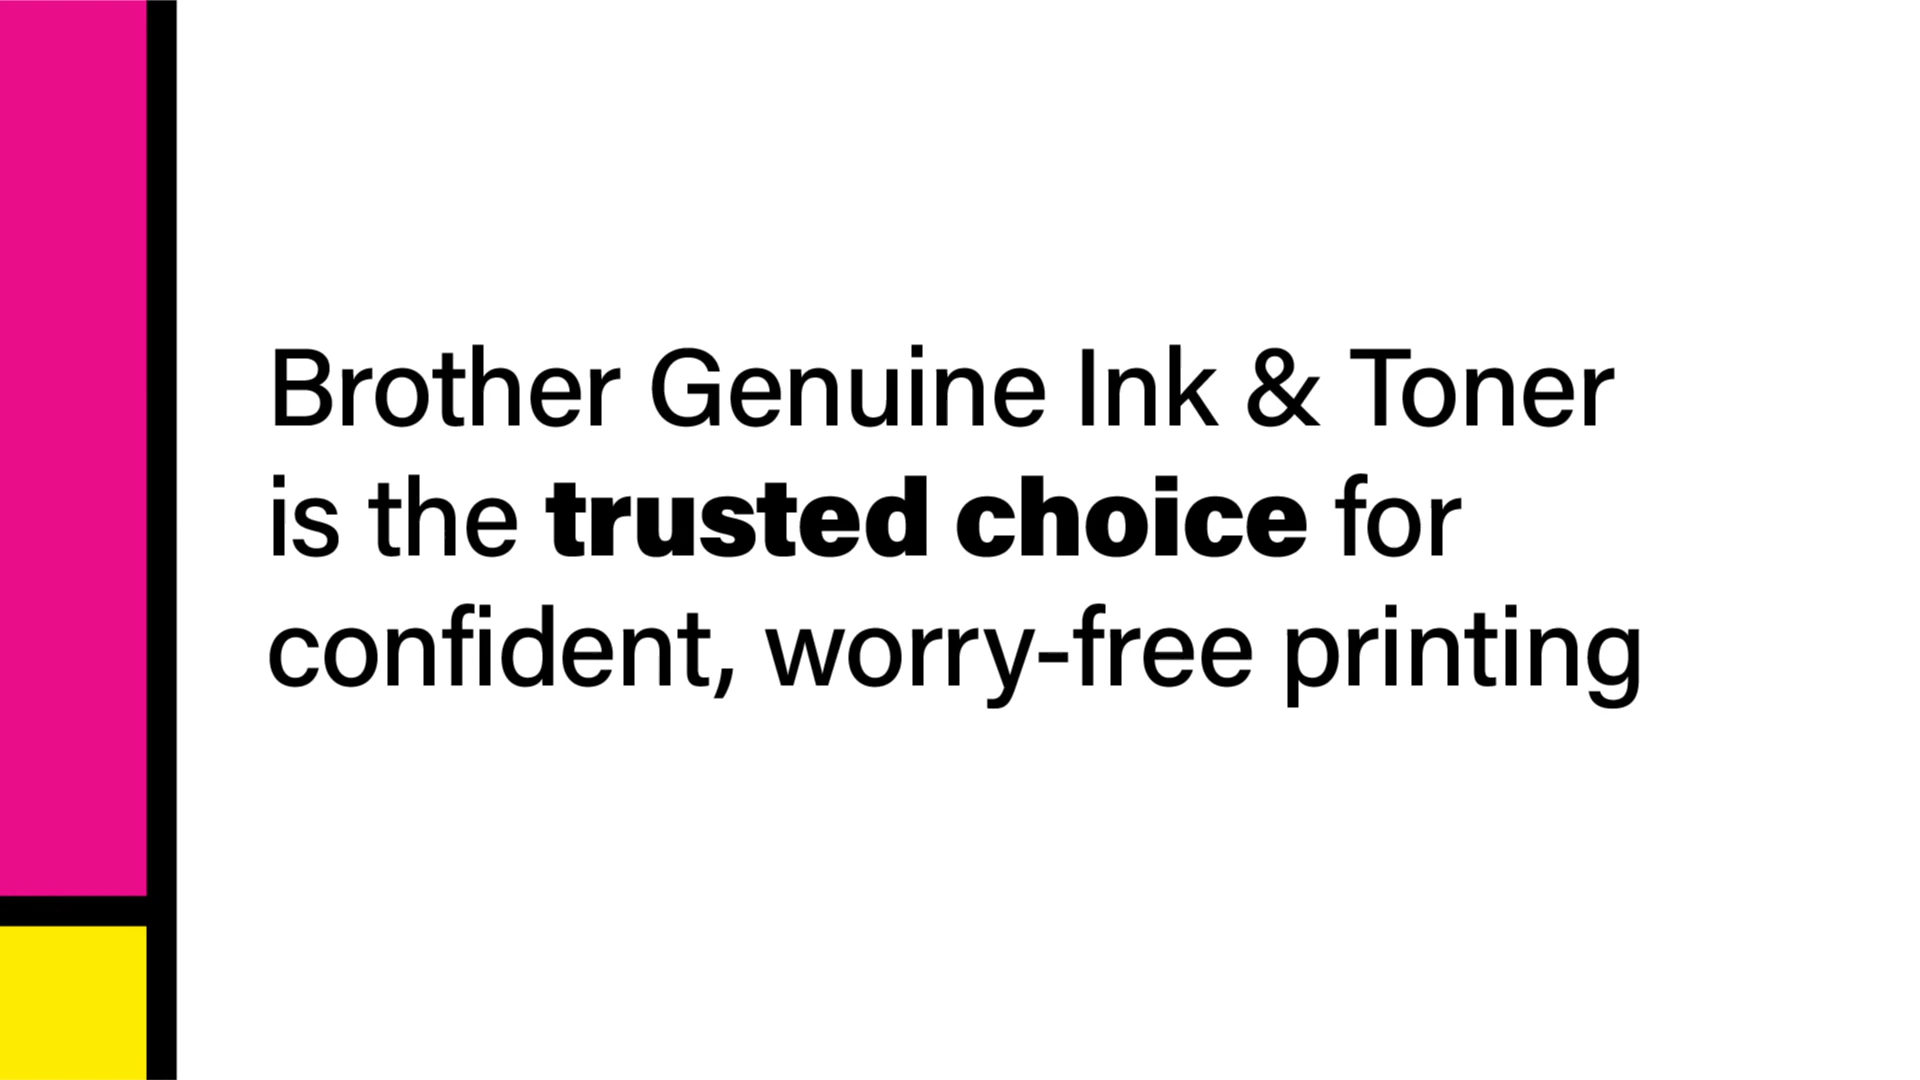 Brother Genuine Ink & Toner
is the trusted choice for
confident, worry-free printing